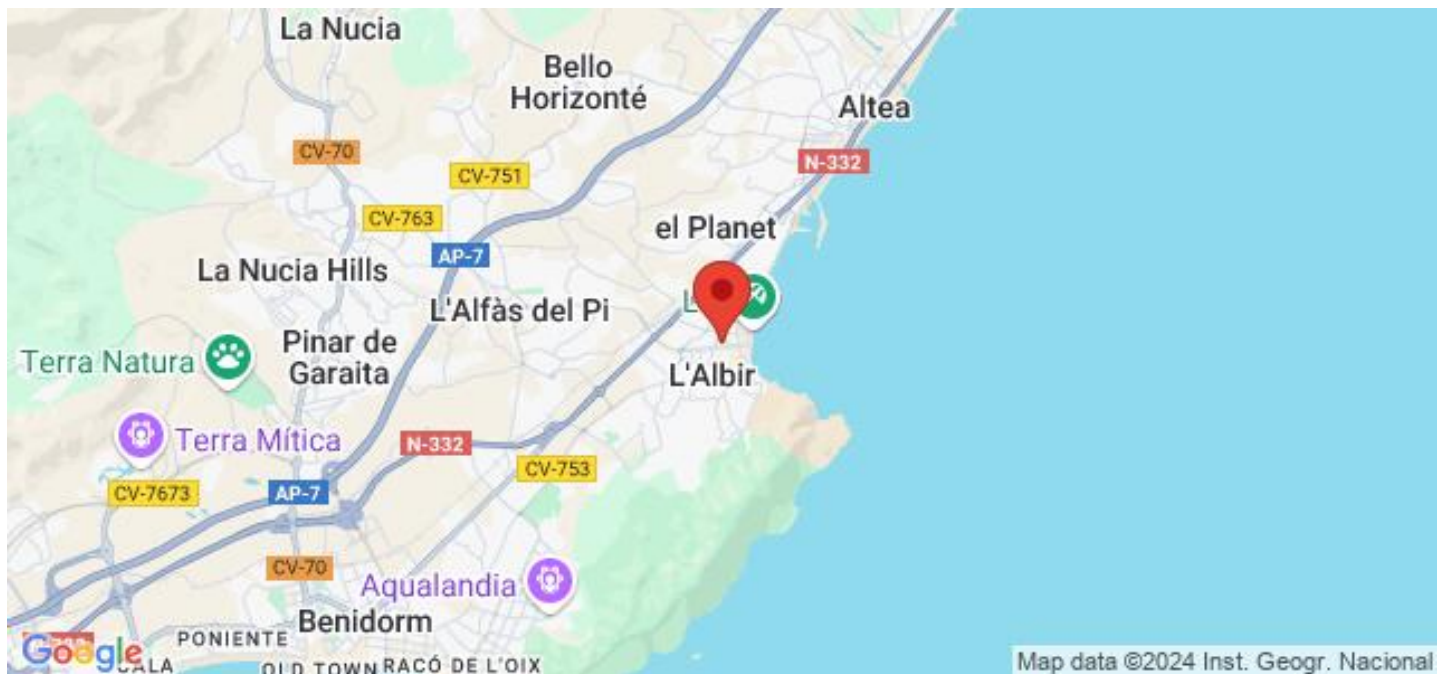 La Nucia
Bello
Horizonté
Altea
CV-70
N-332
CV-751
CV-763
el Planet
AP-7
La Nucia Hills
L'Alfàs del Pi
Terra Natura
Pinar de
Garaita
L'Albir
Terra Mítica
N-332
CV-753
CV-7673
AP-7
CV-70
Aqualandia
Benidorm
PONIENTE
Google
OLD TOWN
RACÓ DE L'OIX
Map data ©2024 Inst. Geogr. Nacional